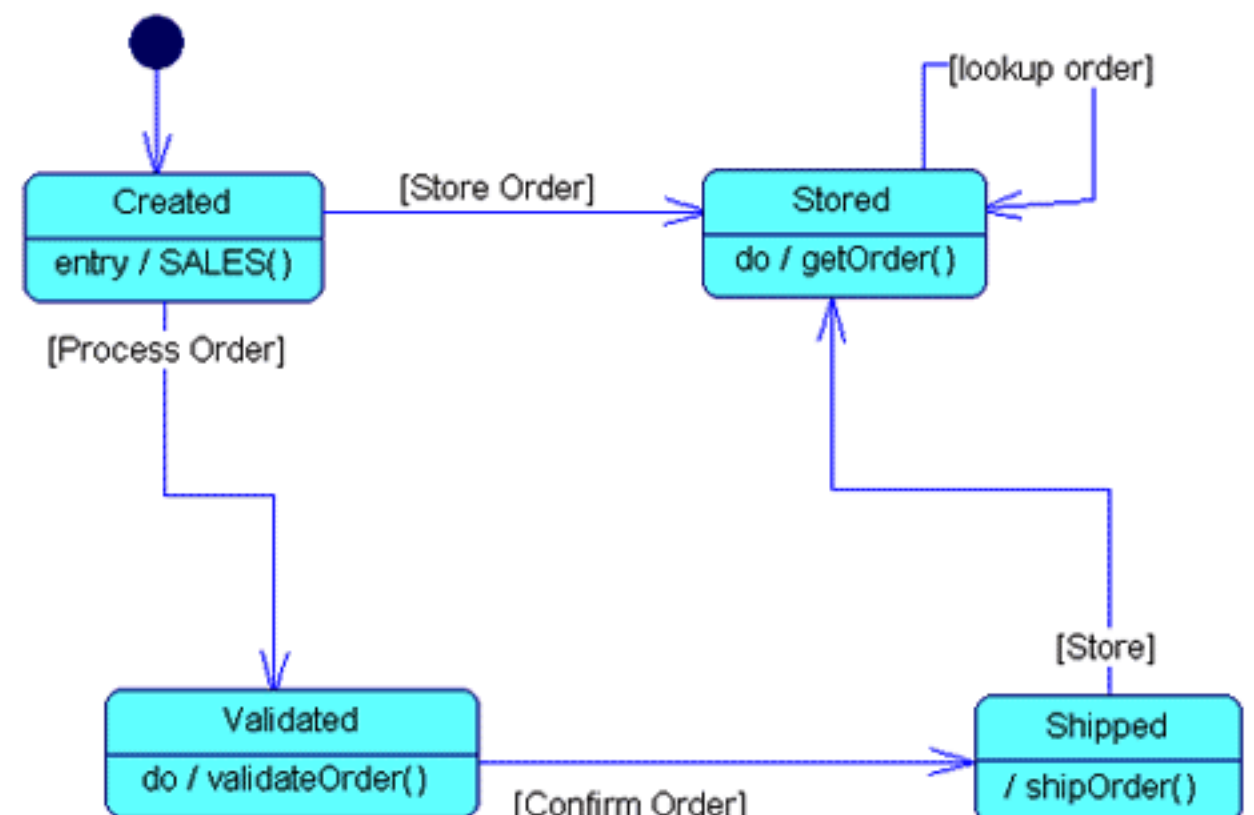 [lookup order]
Created
[Store Order]
Stored
entry / SALES()
do / getOrder()
[Process Order]
[Store]
Validated
Shipped
do / validateOrder()
/ shipOrder()
[Confirm Order]